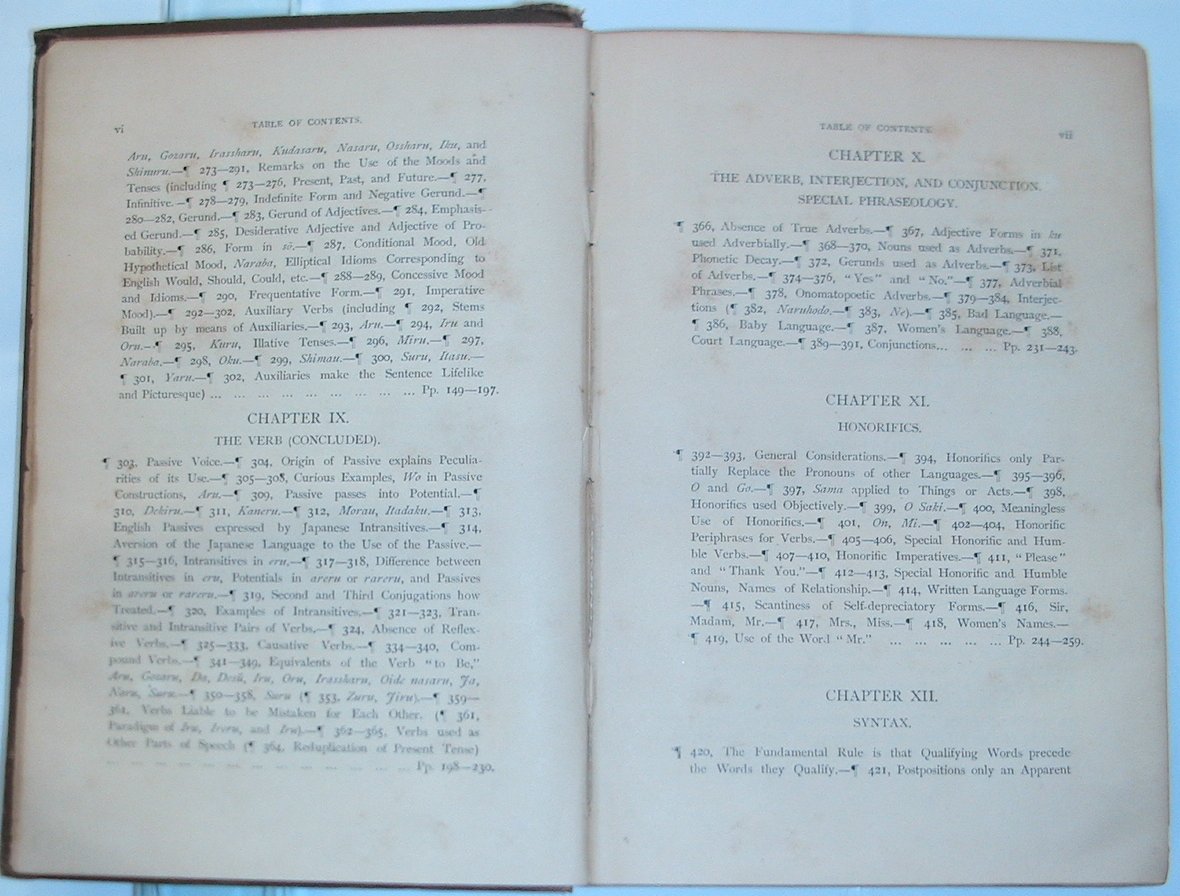 vi
TABLE OF CONTENTS.
Aru, Gozaru, Irassharu, Kudasaru, Nasaru, Ossharu, Iku, and
Shinuru.—¶ 273—291, Remarks on the Use of the Moods and
Tenses (including ¶ 273—276, Present, Past, and Future.—¶ 277,
Infinitive.—¶ 278—279, Indefinite Form and Negative Gerund.—¶
280—282, Gerund.—¶ 283, Gerund of Adjectives.—¶ 284, Emphasis-
ed Gerund.—¶ 285, Desiderative Adjective and Adjective of Pro-
bability.—¶ 286, Form in sō.—¶ 287, Conditional Mood, Old
Hypothetical Mood, Naraba, Elliptical Idioms Corresponding to
English Would, Should, Could, etc.—¶ 288—289, Concessive Mood
and Idioms.—¶ 290, Frequentative Form.—¶ 291, Imperative
Mood).—¶ 292—302, Auxiliary Verbs (including ¶ 292, Stems
Built up by means of Auxiliaries.—¶ 293, Aru.—¶ 294, Iru and
Oru.—¶ 295, Kuru, Illative Tenses.—¶ 296, Miru.—¶ 297,
Naraba.—¶ 298, Oku.—¶ 299, Shimau.—¶ 300, Suru, Itasu.—
¶ 301, Yaru.—¶ 302, Auxiliaries make the Sentence Lifelike
and Picturesque) ... ... ... ... ... ... ... ... ... Pp. 149—197.
CHAPTER IX.
THE VERB (CONCLUDED).
¶ 303, Passive Voice.—¶ 304, Origin of Passive explains Peculia-
rities of its Use.—¶ 305—308, Curious Examples, Wo in Passive
Constructions, Aru.—¶ 309, Passive passes into Potential.—¶
310, Dekiru.—¶ 311, Kaneru.—¶ 312, Morau, Itadaku.—¶ 313,
English Passives expressed by Japanese Intransitives.—¶ 314,
Aversion of the Japanese Language to the Use of the Passive.—
¶ 315—316, Intransitives in eru.—¶ 317—318, Difference between
Intransitives in eru, Potentials in areru or rareru, and Passives
in areru or rareru.—¶ 319, Second and Third Conjugations how
Treated.—¶ 320, Examples of Intransitives.—¶ 321—323, Tran-
sitive and Intransitive Pairs of Verbs.—¶ 324, Absence of Reflex-
ive Verbs.—¶ 325—333, Causative Verbs.—¶ 334—340, Com-
pound Verbs.—¶ 341—349, Equivalents of the Verb "to Be,"
Aru, Gozaru, Da, Desū, Iru, Oru, Irassharu, Oide nasaru, Ja,
Naru, Suru.—¶ 350—358, Suru (¶ 353, Zuru, Jiru).—¶ 359—
361, Verbs Liable to be Mistaken for Each Other. (¶ 361,
Paradigm of Iru, Ireru, and Iru).—¶ 362—365, Verbs used as
Other Parts of Speech (¶ 364, Reduplication of Present Tense)
... ... ... ... ... ... ... ... ... ... ... ... ... Pp. 198—230.
TABLE OF CONTENTS.
vii
CHAPTER X.
THE ADVERB, INTERJECTION, AND CONJUNCTION.
SPECIAL PHRASEOLOGY.
¶ 366, Absence of True Adverbs.—¶ 367, Adjective Forms in ku
used Adverbially.—¶ 368—370, Nouns used as Adverbs.—¶ 371,
Phonetic Decay.—¶ 372, Gerunds used as Adverbs.—¶ 373, List
of Adverbs.—¶ 374—376, "Yes" and "No."—¶ 377, Adverbial
Phrases.—¶ 378, Onomatopoetic Adverbs.—¶ 379—384, Interjec-
tions (¶ 382, Naruhodo.—¶ 383, Ne).—¶ 385, Bad Language.—
¶ 386, Baby Language.—¶ 387, Women's Language.—¶ 388,
Court Language.—¶ 389—391, Conjunctions... ... ... ... Pp. 231—243.
CHAPTER XI.
HONORIFICS.
¶ 392—393, General Considerations.—¶ 394, Honorifics only Par-
tially Replace the Pronouns of other Languages.—¶ 395—396,
O and Go.—¶ 397, Sama applied to Things or Acts.—¶ 398,
Honorifics used Objectively.—¶ 399, O Saki.—¶ 400, Meaningless
Use of Honorifics.—¶ 401, On, Mi.—¶ 402—404, Honorific
Periphrases for Verbs.—¶ 405—406, Special Honorific and Hum-
ble Verbs.—¶ 407—410, Honorific Imperatives.—¶ 411, "Please"
and "Thank You."—¶ 412—413, Special Honorific and Humble
Nouns, Names of Relationship.—¶ 414, Written Language Forms.
—¶ 415, Scantiness of Self-depreciatory Forms.—¶ 416, Sir,
Madam, Mr.—¶ 417, Mrs., Miss.—¶ 418, Women's Names.—
¶ 419, Use of the Word "Mr." ... ... ... ... ... Pp. 244—259.
CHAPTER XII.
SYNTAX.
¶ 420, The Fundamental Rule is that Qualifying Words precede
the Words they Qualify.—¶ 421, Postpositions only an Apparent